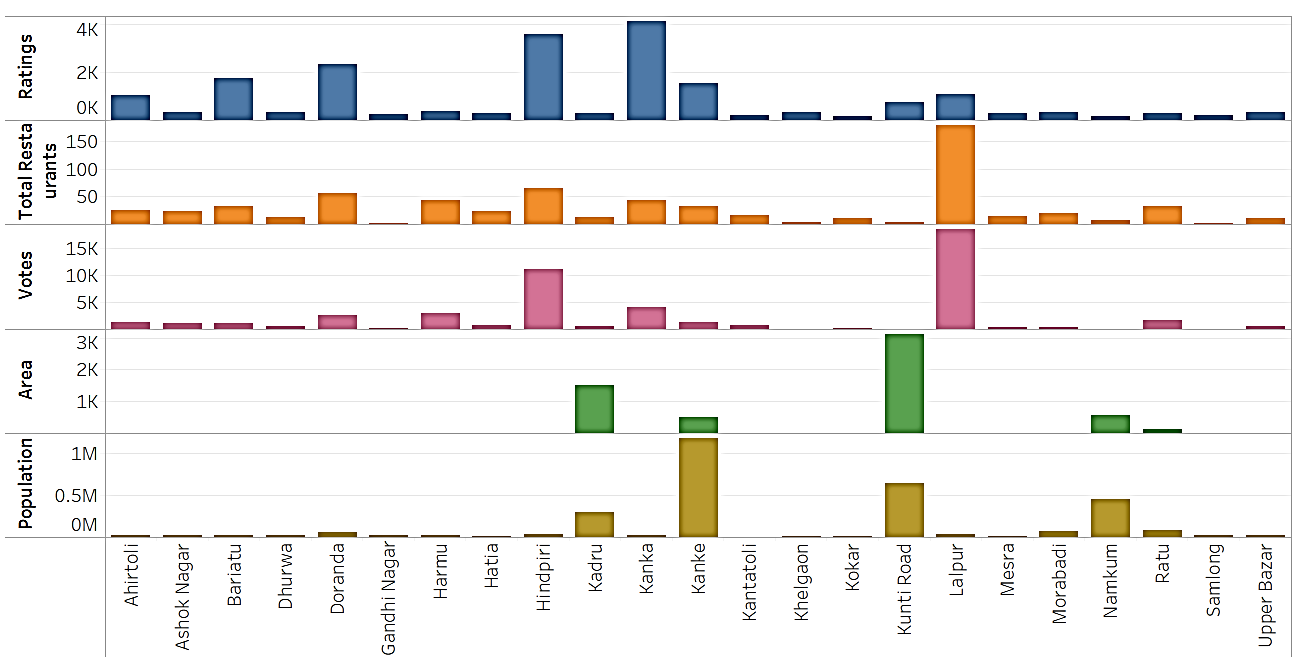 Ratings
4K
2K
0K
Total Resta
urants
150
100
50
Votes
15K
10K
5K
Area
3K
2K
1K
Population
1M
0.5M
0M
Ahirtoli
Ashok Nagar
Bariatu
Dhurwa
Doranda
Gandhi Nagar
Harmu
Hatia
Hindpiri
Kadru
Kanka
Kanke
Kantatoli
Khelgaon
Kokar
Kunti Road
Lalpur
Mesra
Morabadi
Namkum
Ratu
Samlong
Upper Bazar